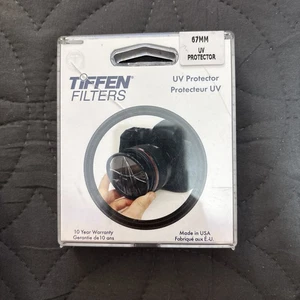 67MM
UV
PROTECTOR
TIFFEN
FILTERS
UV Protector
Protecteur UV
10 Year Warranty
Garantie de10 ans
Made in USA
Fabriqué aux É.-U.